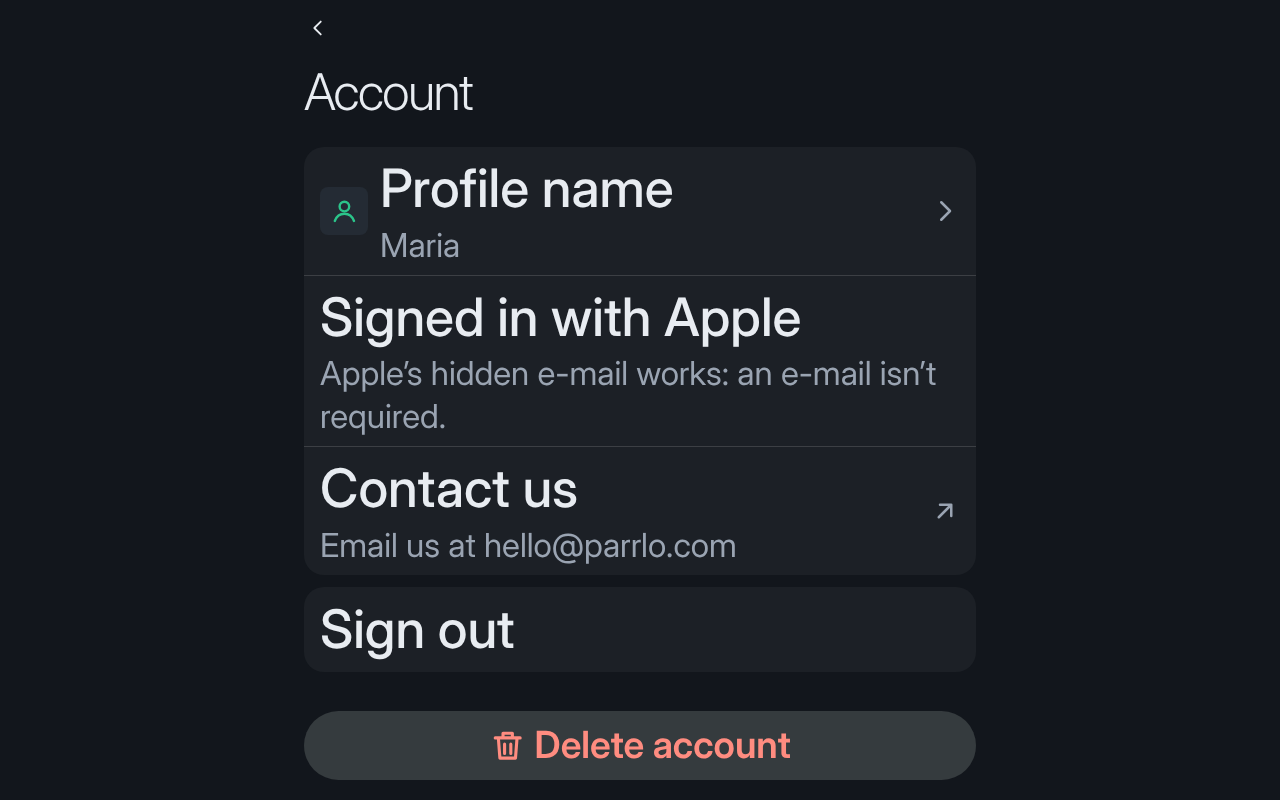 Account
Profile name
Maria
Signed in with Apple
Apple’s hidden e-mail works: an e-mail isn’t
required.
Contact us
Email us at hello@parrlo.com
Sign out
Delete account